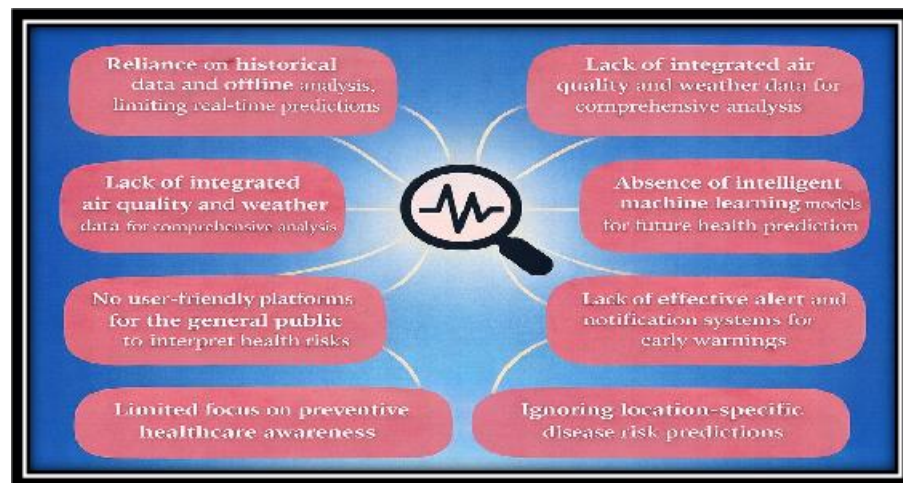 Reliance on historical
data and offline analysis,
limiting real-time predictions
Lack of integrated air
quality and weather data for
comprehensive analysis
Lack of integrated
air quality and weather
data for comprehensive analysis
Absence of intelligent
machine learning models
for future health prediction
No user-friendly platforms
for the general public
to interpret health risks
Lack of effective alert and
notification systems for
early warnings
Limited focus on preventive
healthcare awareness
Ignoring location-specific
disease risk predictions